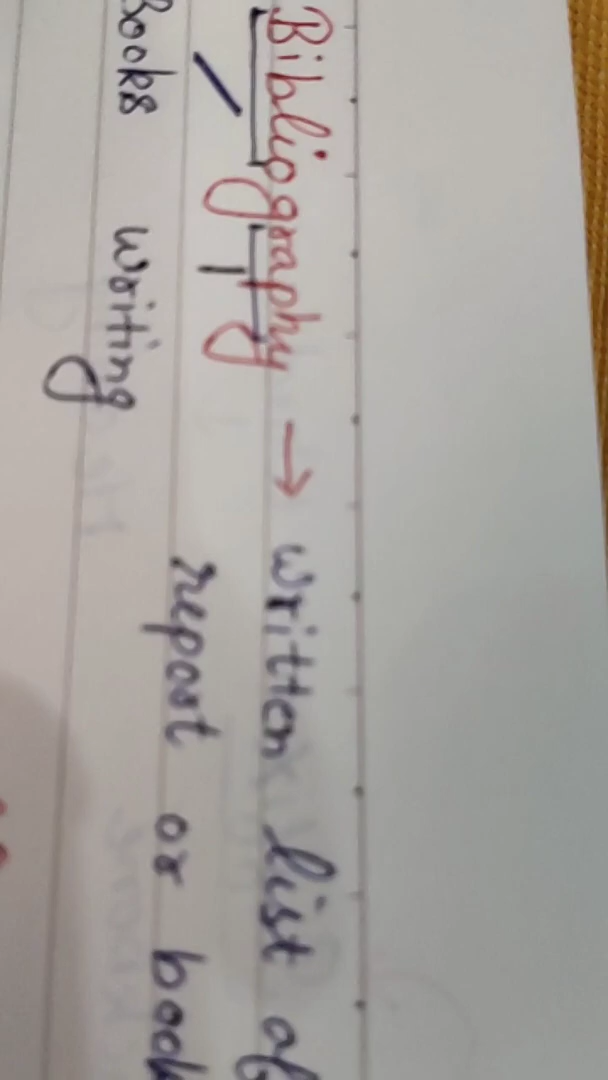 Bibliography → written list of
report or book
Books writing